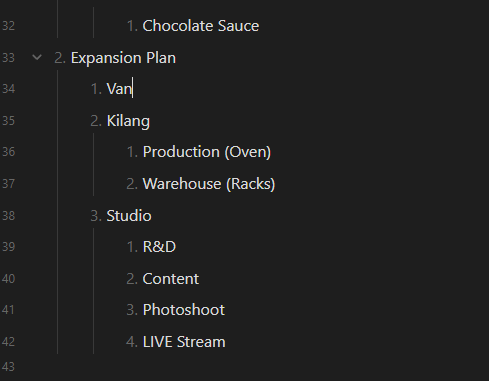 32 1. Chocolate Sauce
33 2. Expansion Plan
34 1. Van
35 2. Kilang
36 1. Production (Oven)
37 2. Warehouse (Racks)
38 3. Studio
39 1. R&D
40 2. Content
41 3. Photoshoot
42 4. LIVE Stream
43